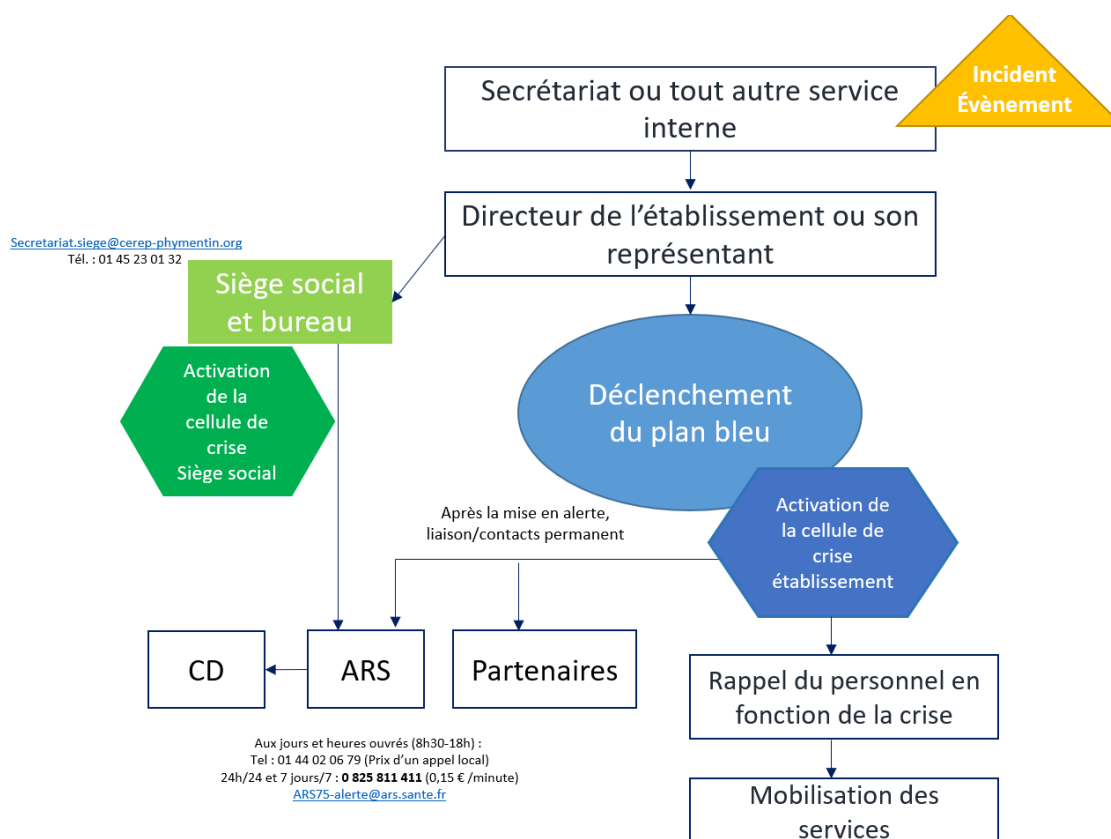 Incident
Évènement
Secrétariat ou tout autre service
interne
Directeur de l’établissement ou son
représentant
Secretariat.siege@cerep-phymentin.org
Tél. : 01 45 23 01 32
Siège social
et bureau
Activation
de la
cellule de
crise
Siège social
Déclenchement
du plan bleu
Activation de
la cellule de
crise
établissement
Après la mise en alerte,
liaison/contacts permanent
CD
ARS
Partenaires
Rappel du personnel en
fonction de la crise
Aux jours et heures ouvrés (8h30-18h) :
Tel : 01 44 02 06 79 (Prix d’un appel local)
24h/24 et 7 jours/7 : 0 825 811 411 (0,15 € /minute)
ARS75-alerte@ars.sante.fr
Mobilisation des
services